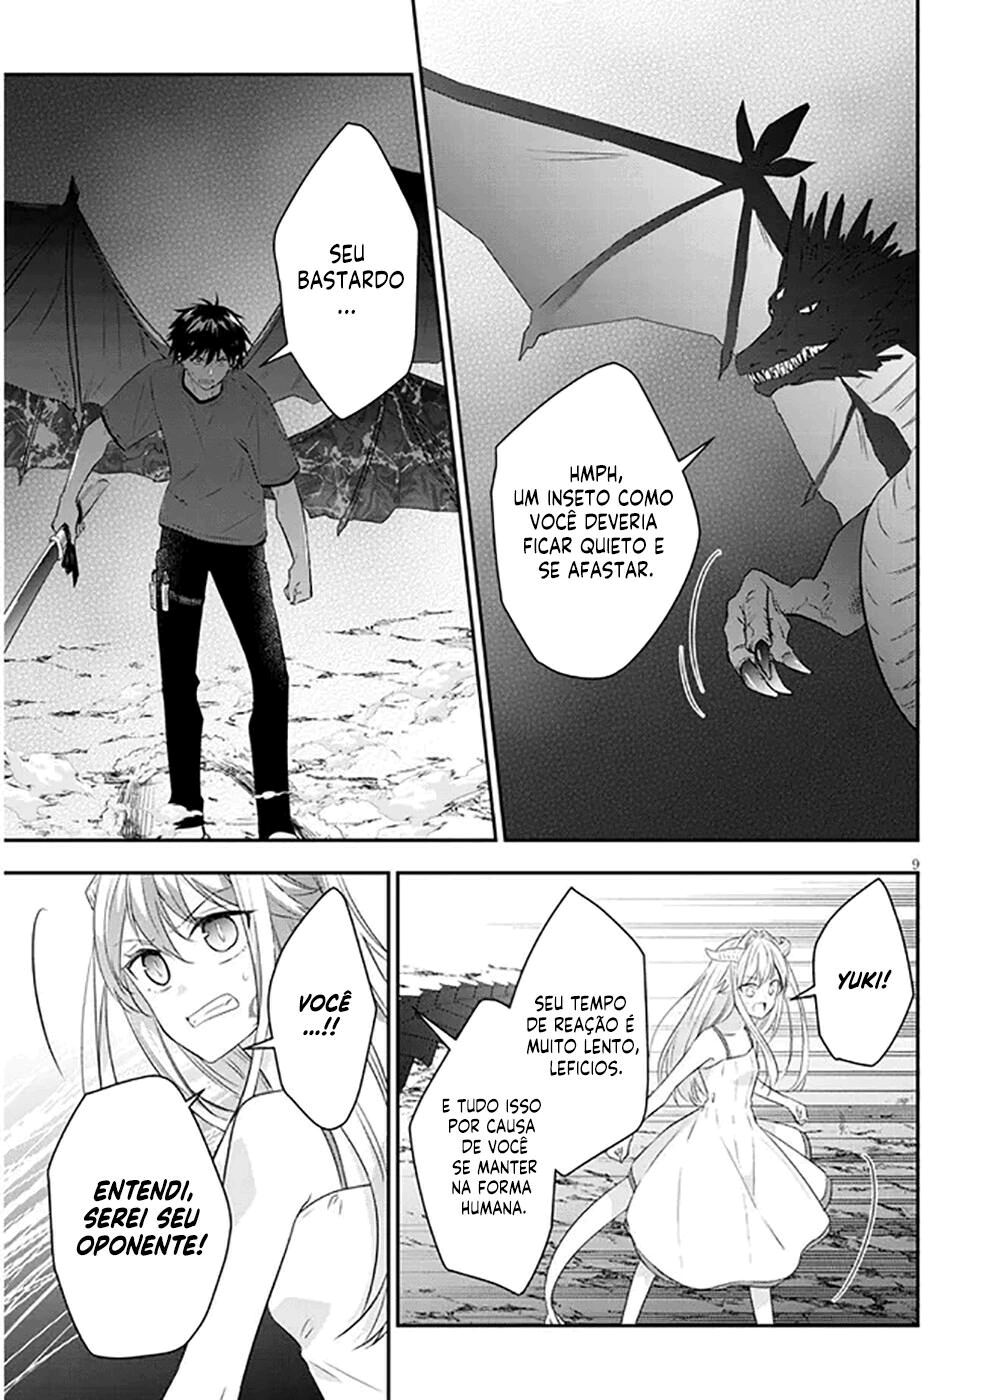 HMPH,
UM INSETO COMO
VOCÊ DEVERIA
FICAR QUIETO E
SE AFASTAR.
SEU
BASTARDO
...
9
YUKI!
SEU TEMPO
DE REAÇÃO É
MUITO LENTO,
LEFICIOS.
E TUDO ISSO
POR CAUSA
DE VOCÊ
SE MANTER
NA FORMA
HUMANA.
VOCÊ
...!!
ENTENDI,
SEREI SEU
OPONENTE!